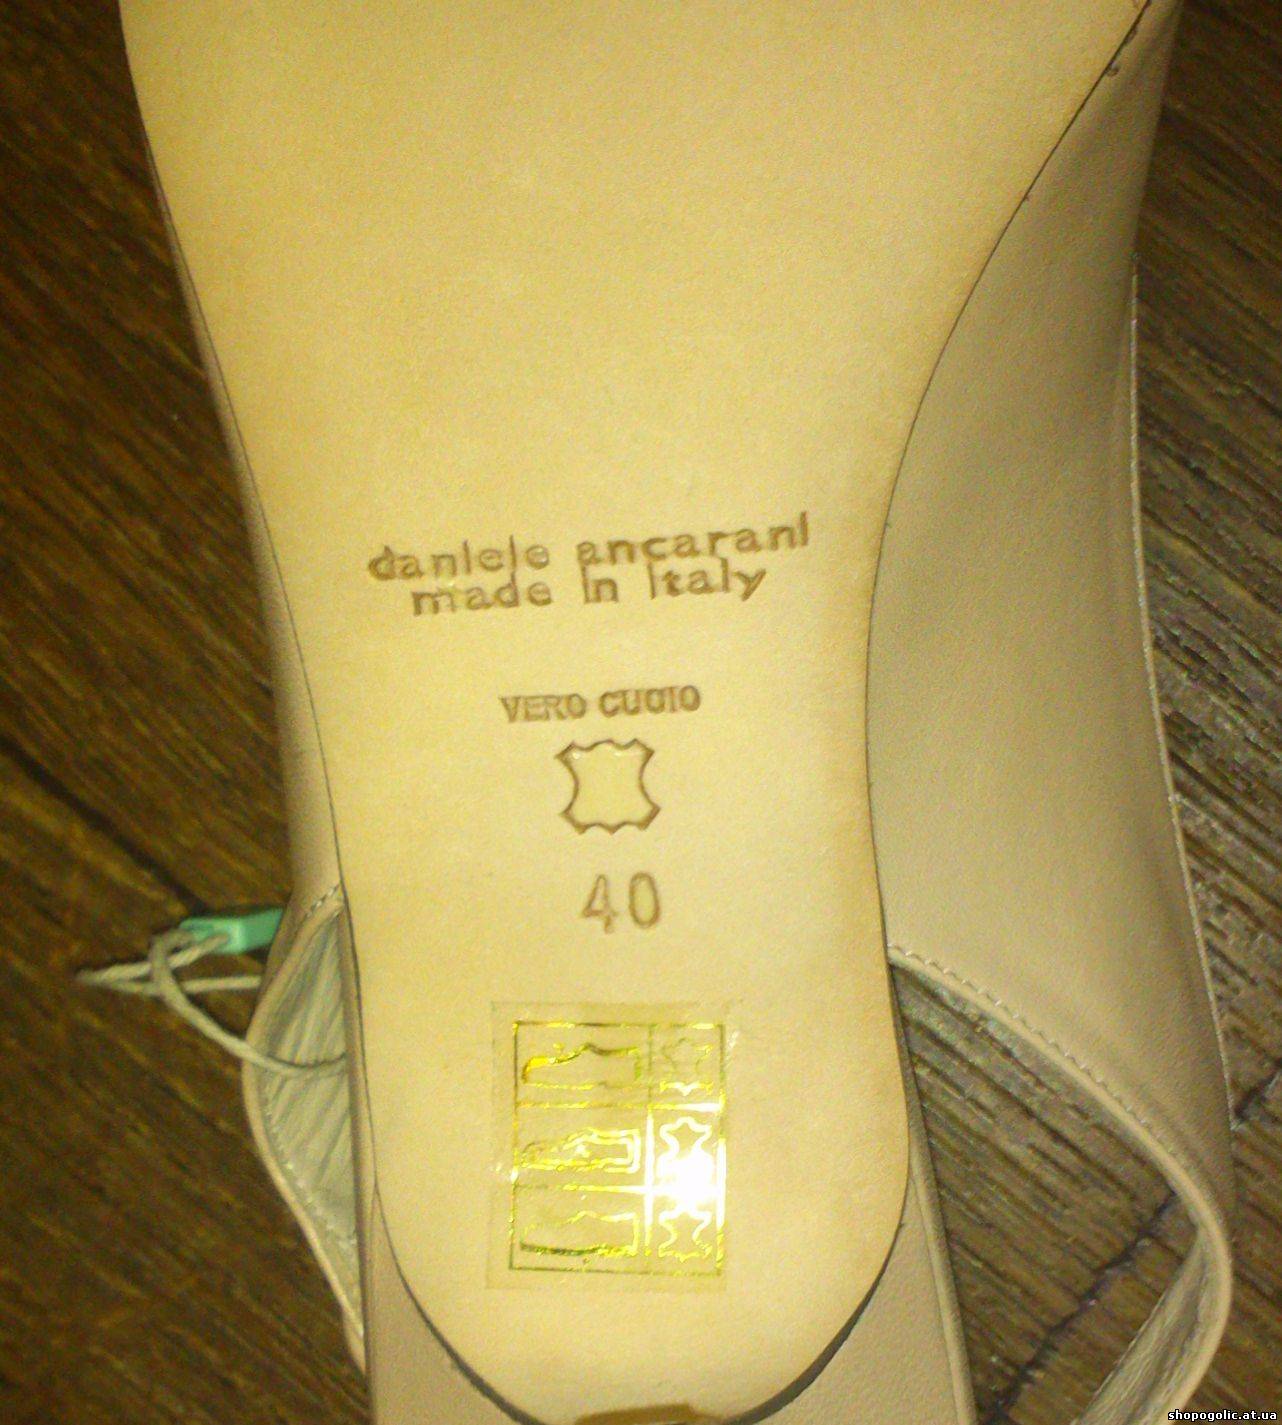 daniele ancarani
made in Italy
VERO CUOIO
40
shopogolic.at.ua